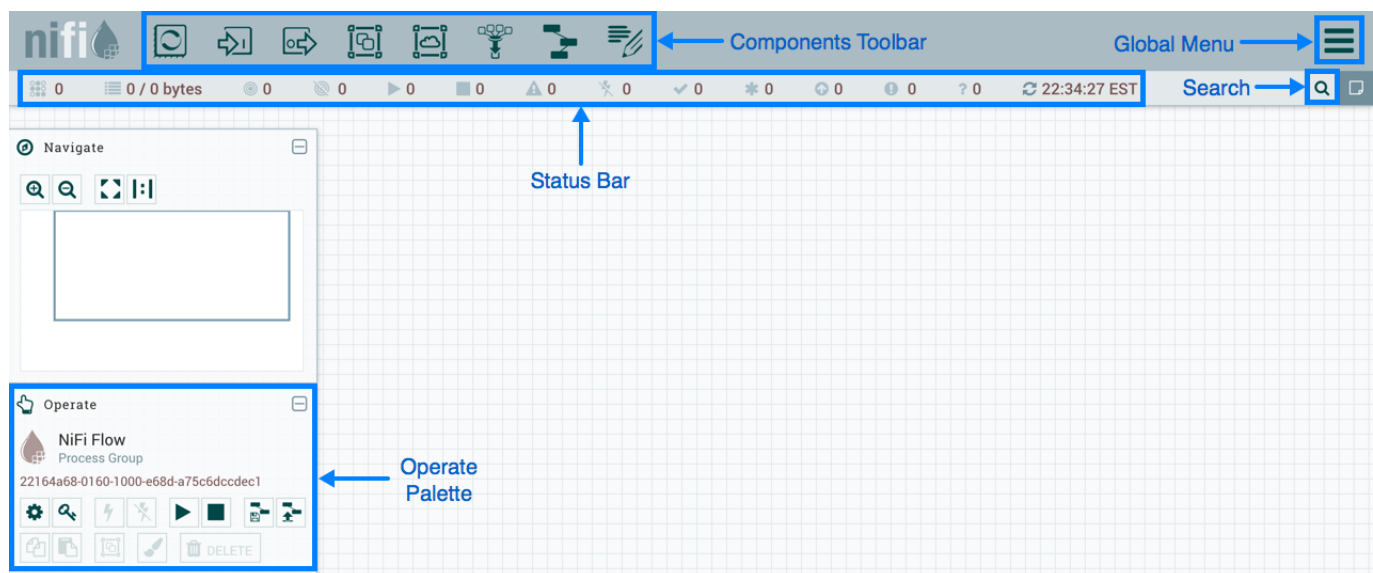 nifi
Components Toolbar
Global Menu
0 0 / 0 bytes 0 0 0 0 0 0 0 0 0 0 ? 0 22:34:27 EST
Search
Status Bar
Navigate
Operate
NiFi Flow
Process Group
22164a68-0160-1000-e68d-a75c6dccdec1
DELETE
Operate
Palette